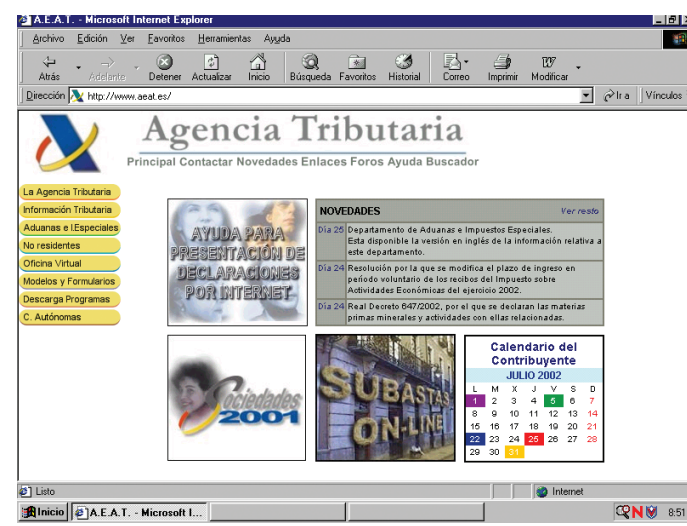 A.E.A.T. - Microsoft Internet Explorer
Archivo Edición Ver Favoritos Herramientas Ayuda
Atrás Adelante Detener Actualizar Inicio Búsqueda Favoritos Historial Correo Imprimir Modificar
Dirección http://www.aeat.es/ Ir a Vínculos
Agencia Tributaria
Principal Contactar Novedades Enlaces Foros Ayuda Buscador
La Agencia Tributaria
Información Tributaria
Aduanas e I.Especiales
No residentes
Oficina Virtual
Modelos y Formularios
Descarga Programas
C. Autónomas
AYUDA PARA
PRESENTACIÓN DE
DECLARACIONES
POR INTERNET
NOVEDADES Ver resto
Día 25 Departamento de Aduanas e Impuestos Especiales.
Esta disponible la versión en inglés de la información relativa a
este departamento.
Día 24 Resolución por la que se modifica el plazo de ingreso en
período voluntario de los recibos del Impuesto sobre
Actividades Económicas del ejercicio 2002.
Día 24 Real Decreto 647/2002, por el que se declaran las materias
primas minerales y actividades con ellas relacionadas.
Sociedades
2001
SUBASTAS
ON-LINE
Calendario del
Contribuyente
JULIO 2002
L M X J V S D
1 2 3 4 5 6 7
8 9 10 11 12 13 14
15 16 17 18 19 20 21
22 23 24 25 26 27 28
29 30 31
Listo Internet
Inicio A.E.A.T. - Microsoft I... 8:51